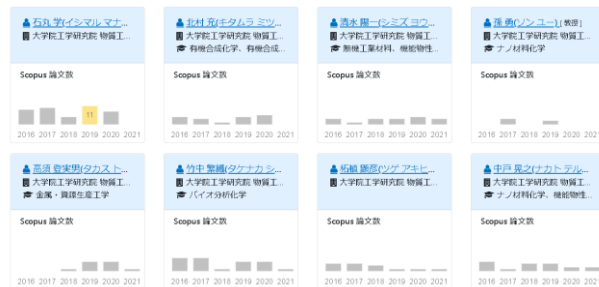 石丸 学(イシマル マナ...
大学院工学研究院 物質工...
Scopus 論文数
11
2016 2017 2018 2019 2020 2021
北村 充(キタムラ ミツ...
大学院工学研究院 物質工...
有機合成化学、有機合成...
Scopus 論文数
2016 2017 2018 2019 2020 2021
清水 陽一(シミズ ヨウ...
大学院工学研究院 物質工...
無機工業材料、機能物性...
Scopus 論文数
2016 2017 2018 2019 2020 2021
孫 勇(ソン ユー) [ 教授 ]
大学院工学研究院 物質工...
ナノ材料化学
Scopus 論文数
2016 2017 2018 2019 2020 202
高須 登実男(タカス ト...
大学院工学研究院 物質工...
金属・資源生産工学
Scopus 論文数
2016 2017 2018 2019 2020 2021
竹中 繁織(タケナカ シ...
大学院工学研究院 物質工...
バイオ分析化学
Scopus 論文数
2016 2017 2018 2019 2020 2021
柘植 顕彦(ツゲ アキヒ...
大学院工学研究院 物質工...
Scopus 論文数
2016 2017 2018 2019 2020 2021
中戸 晃之(ナカト テル...
大学院工学研究院 物質工...
ナノ材料化学、機能物性...
Scopus 論文数
2016 2017 2018 2019 2020 202